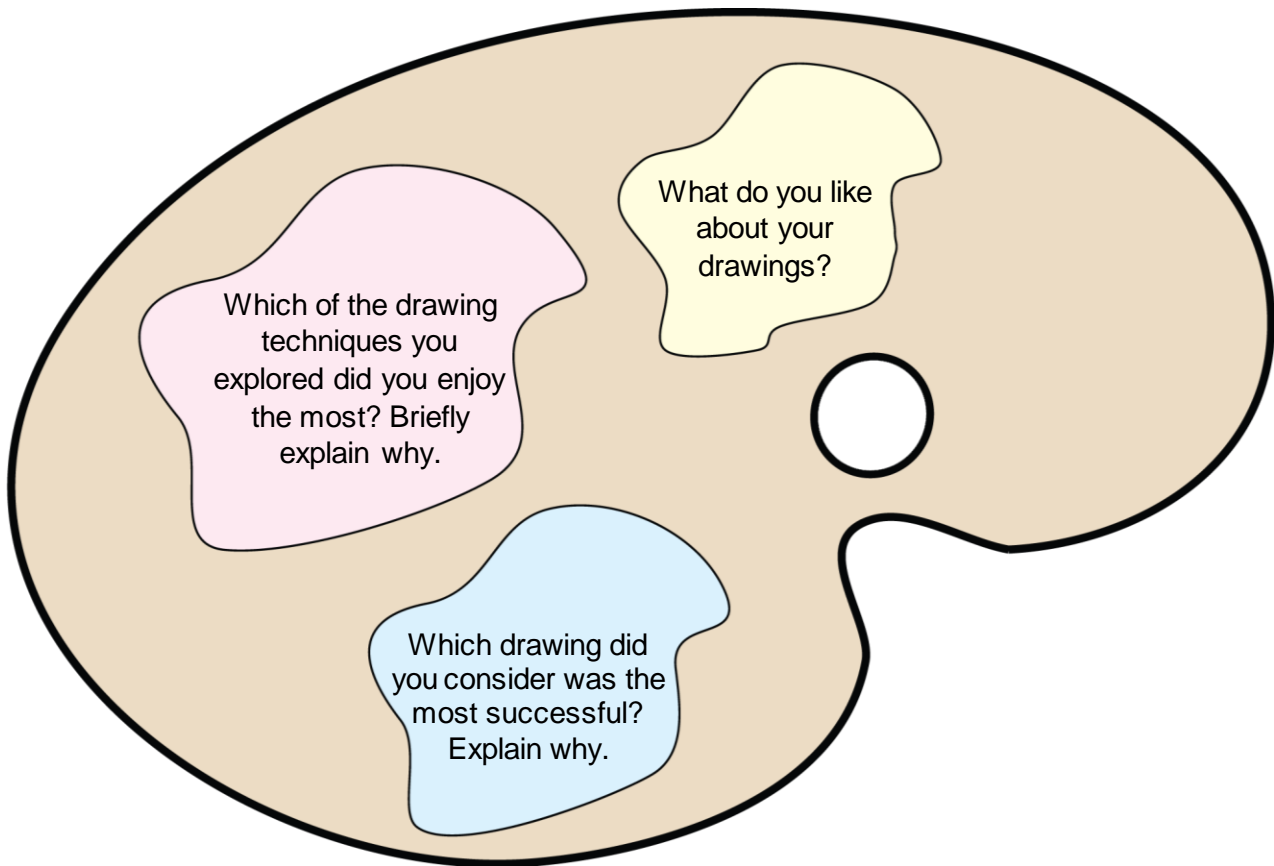 What do you like
about your
drawings?
Which of the drawing
techniques you
explored did you enjoy
the most? Briefly
explain why.
Which drawing did
you consider was the
most successful?
Explain why.